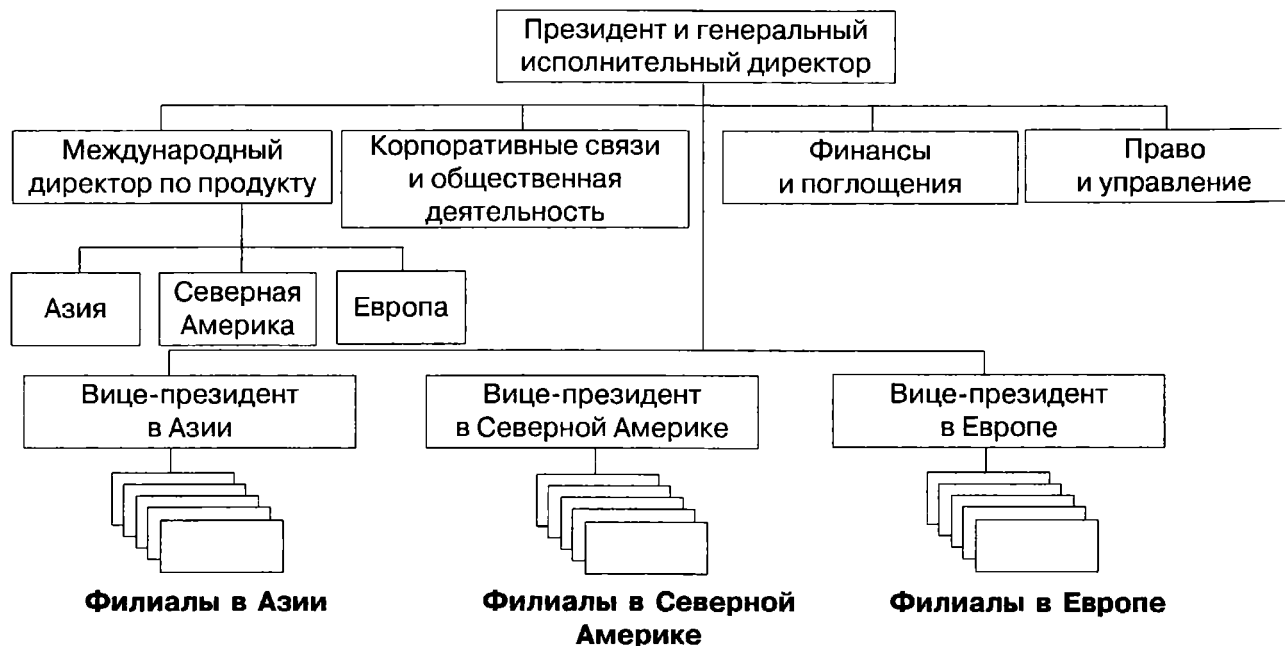 Президент и генеральный
исполнительный директор
Международный
директор по продукту
Корпоративные связи
и общественная
деятельность
Финансы
и поглощения
Право
и управление
Азия
Северная
Америка
Европа
Вице-президент
в Азии
Вице-президент
в Северной Америке
Вице-президент
в Европе
Филиалы в Азии
Филиалы в Северной
Америке
Филиалы в Европе